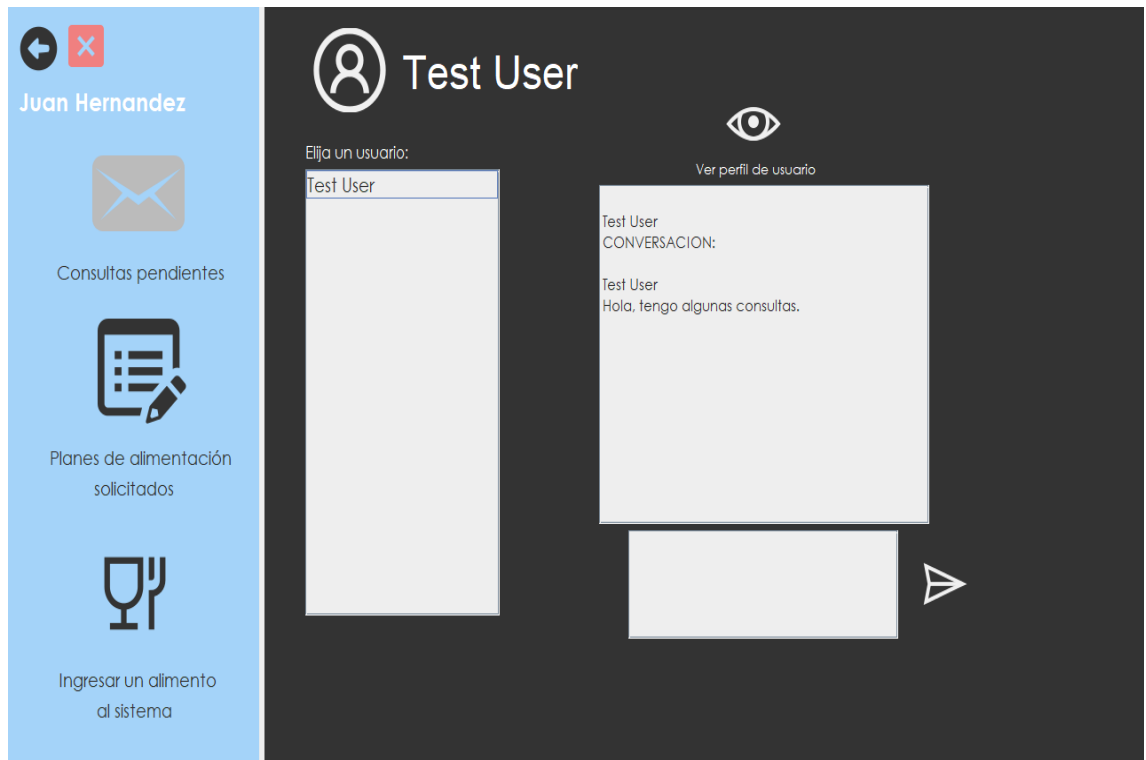 Juan Hernandez
Consultas pendientes
Planes de alimentación
solicitados
Ingresar un alimento
al sistema
Test User
Elija un usuario:
Test User
Ver perfil de usuario
Test User
CONVERSACION:
Test User
Hola, tengo algunas consultas.